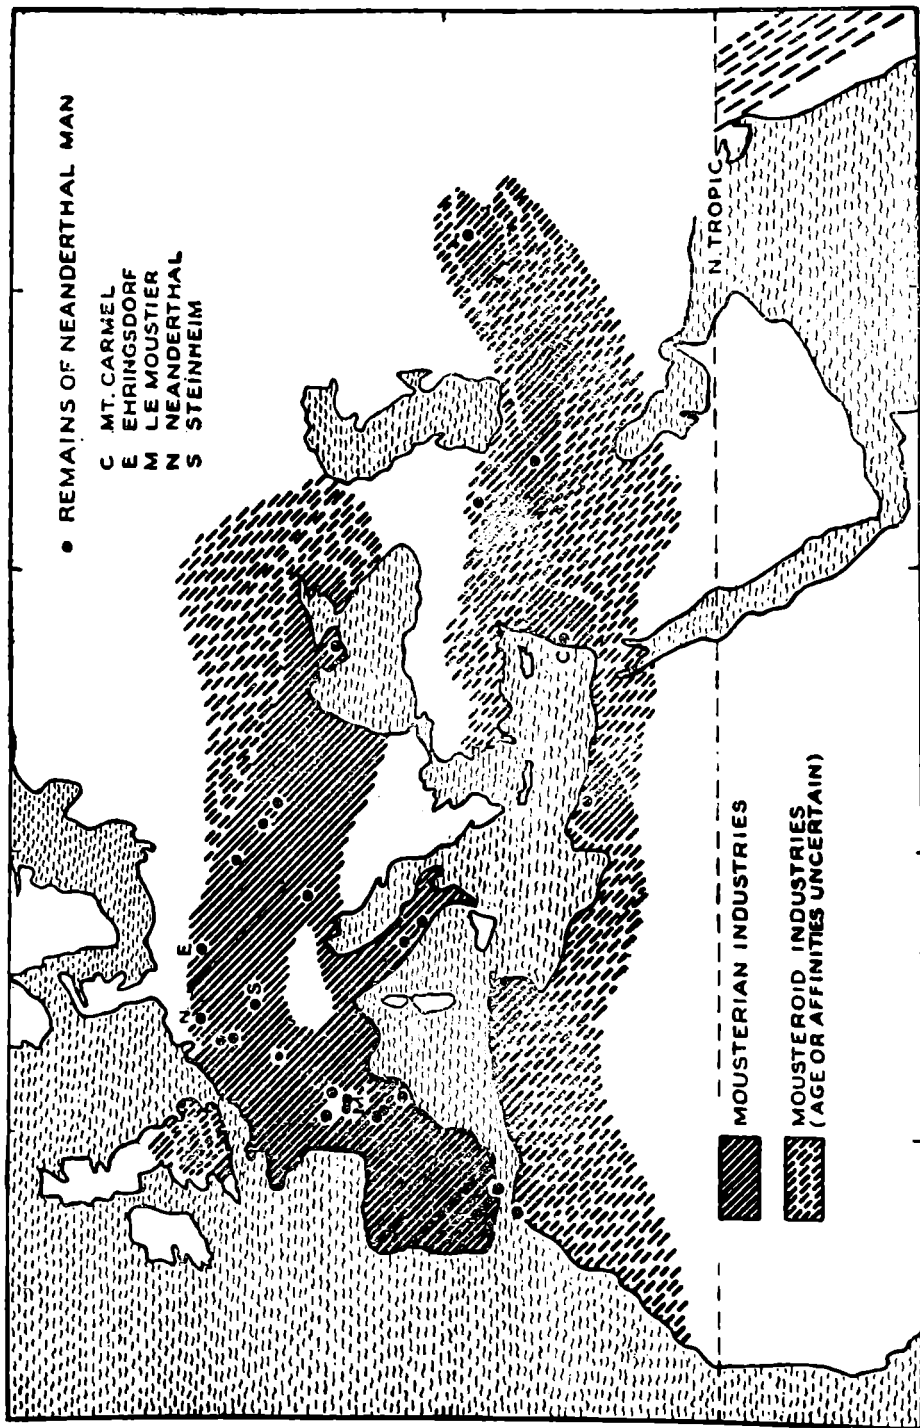 • REMAINS OF NEANDERTHAL MAN
C MT. CARMEL
E EHRINGSDORF
M LE MOUSTIER
N NEANDERTHAL
S STEINHEIM
N
E
S
M
C
N. TROPIC
MOUSTERIAN INDUSTRIES
MOUSTEROID INDUSTRIES
(AGE OR AFFINITIES UNCERTAIN)